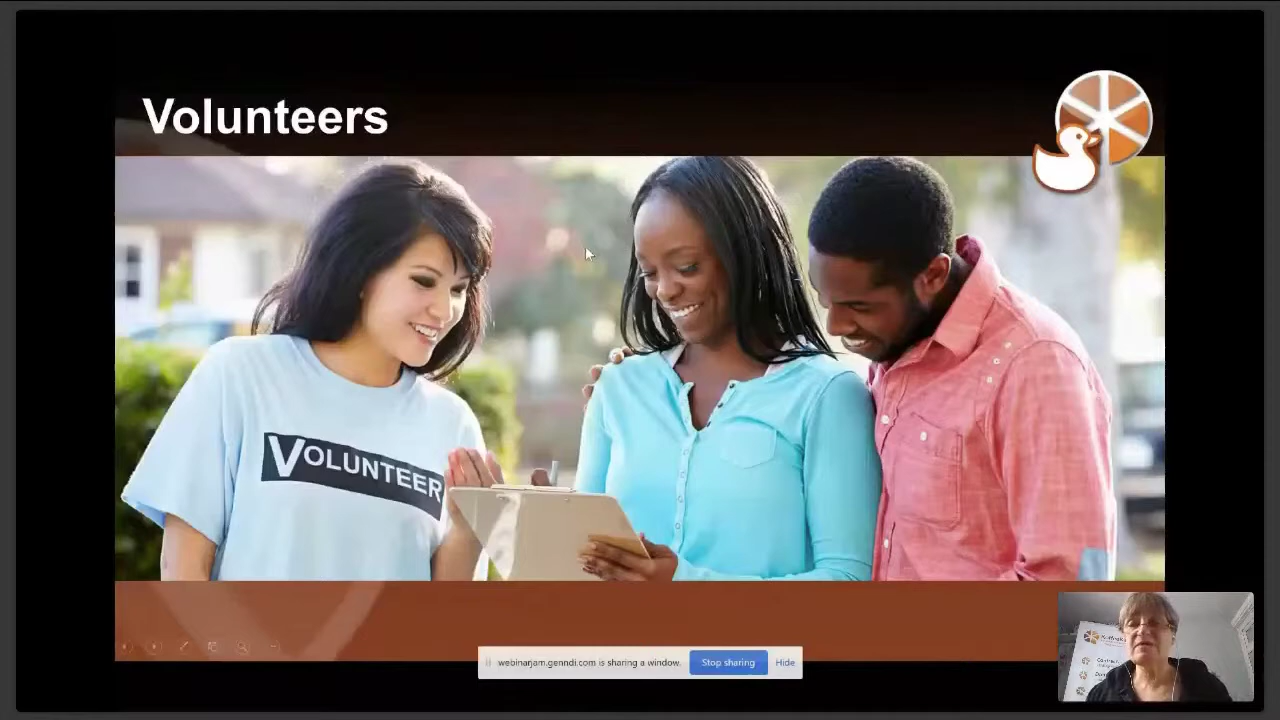 Volunteers
VOLUNTEER
webinarjam.genndi.com is sharing a window.
Stop sharing
Hide